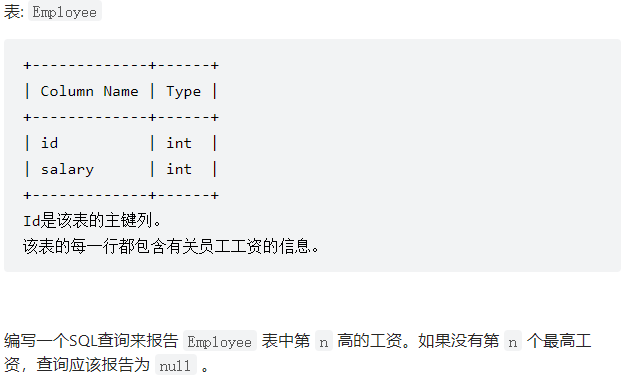 表: Employee
+-------------+------+
| Column Name | Type |
+-------------+------+
| id          | int  |
| salary      | int  |
+-------------+------+
Id是该表的主键列。
该表的每一行都包含有关员工工资的信息。
编写一个SQL查询来报告 Employee 表中第 n 高的工资。如果没有第 n 个最高工
资，查询应该报告为 null 。